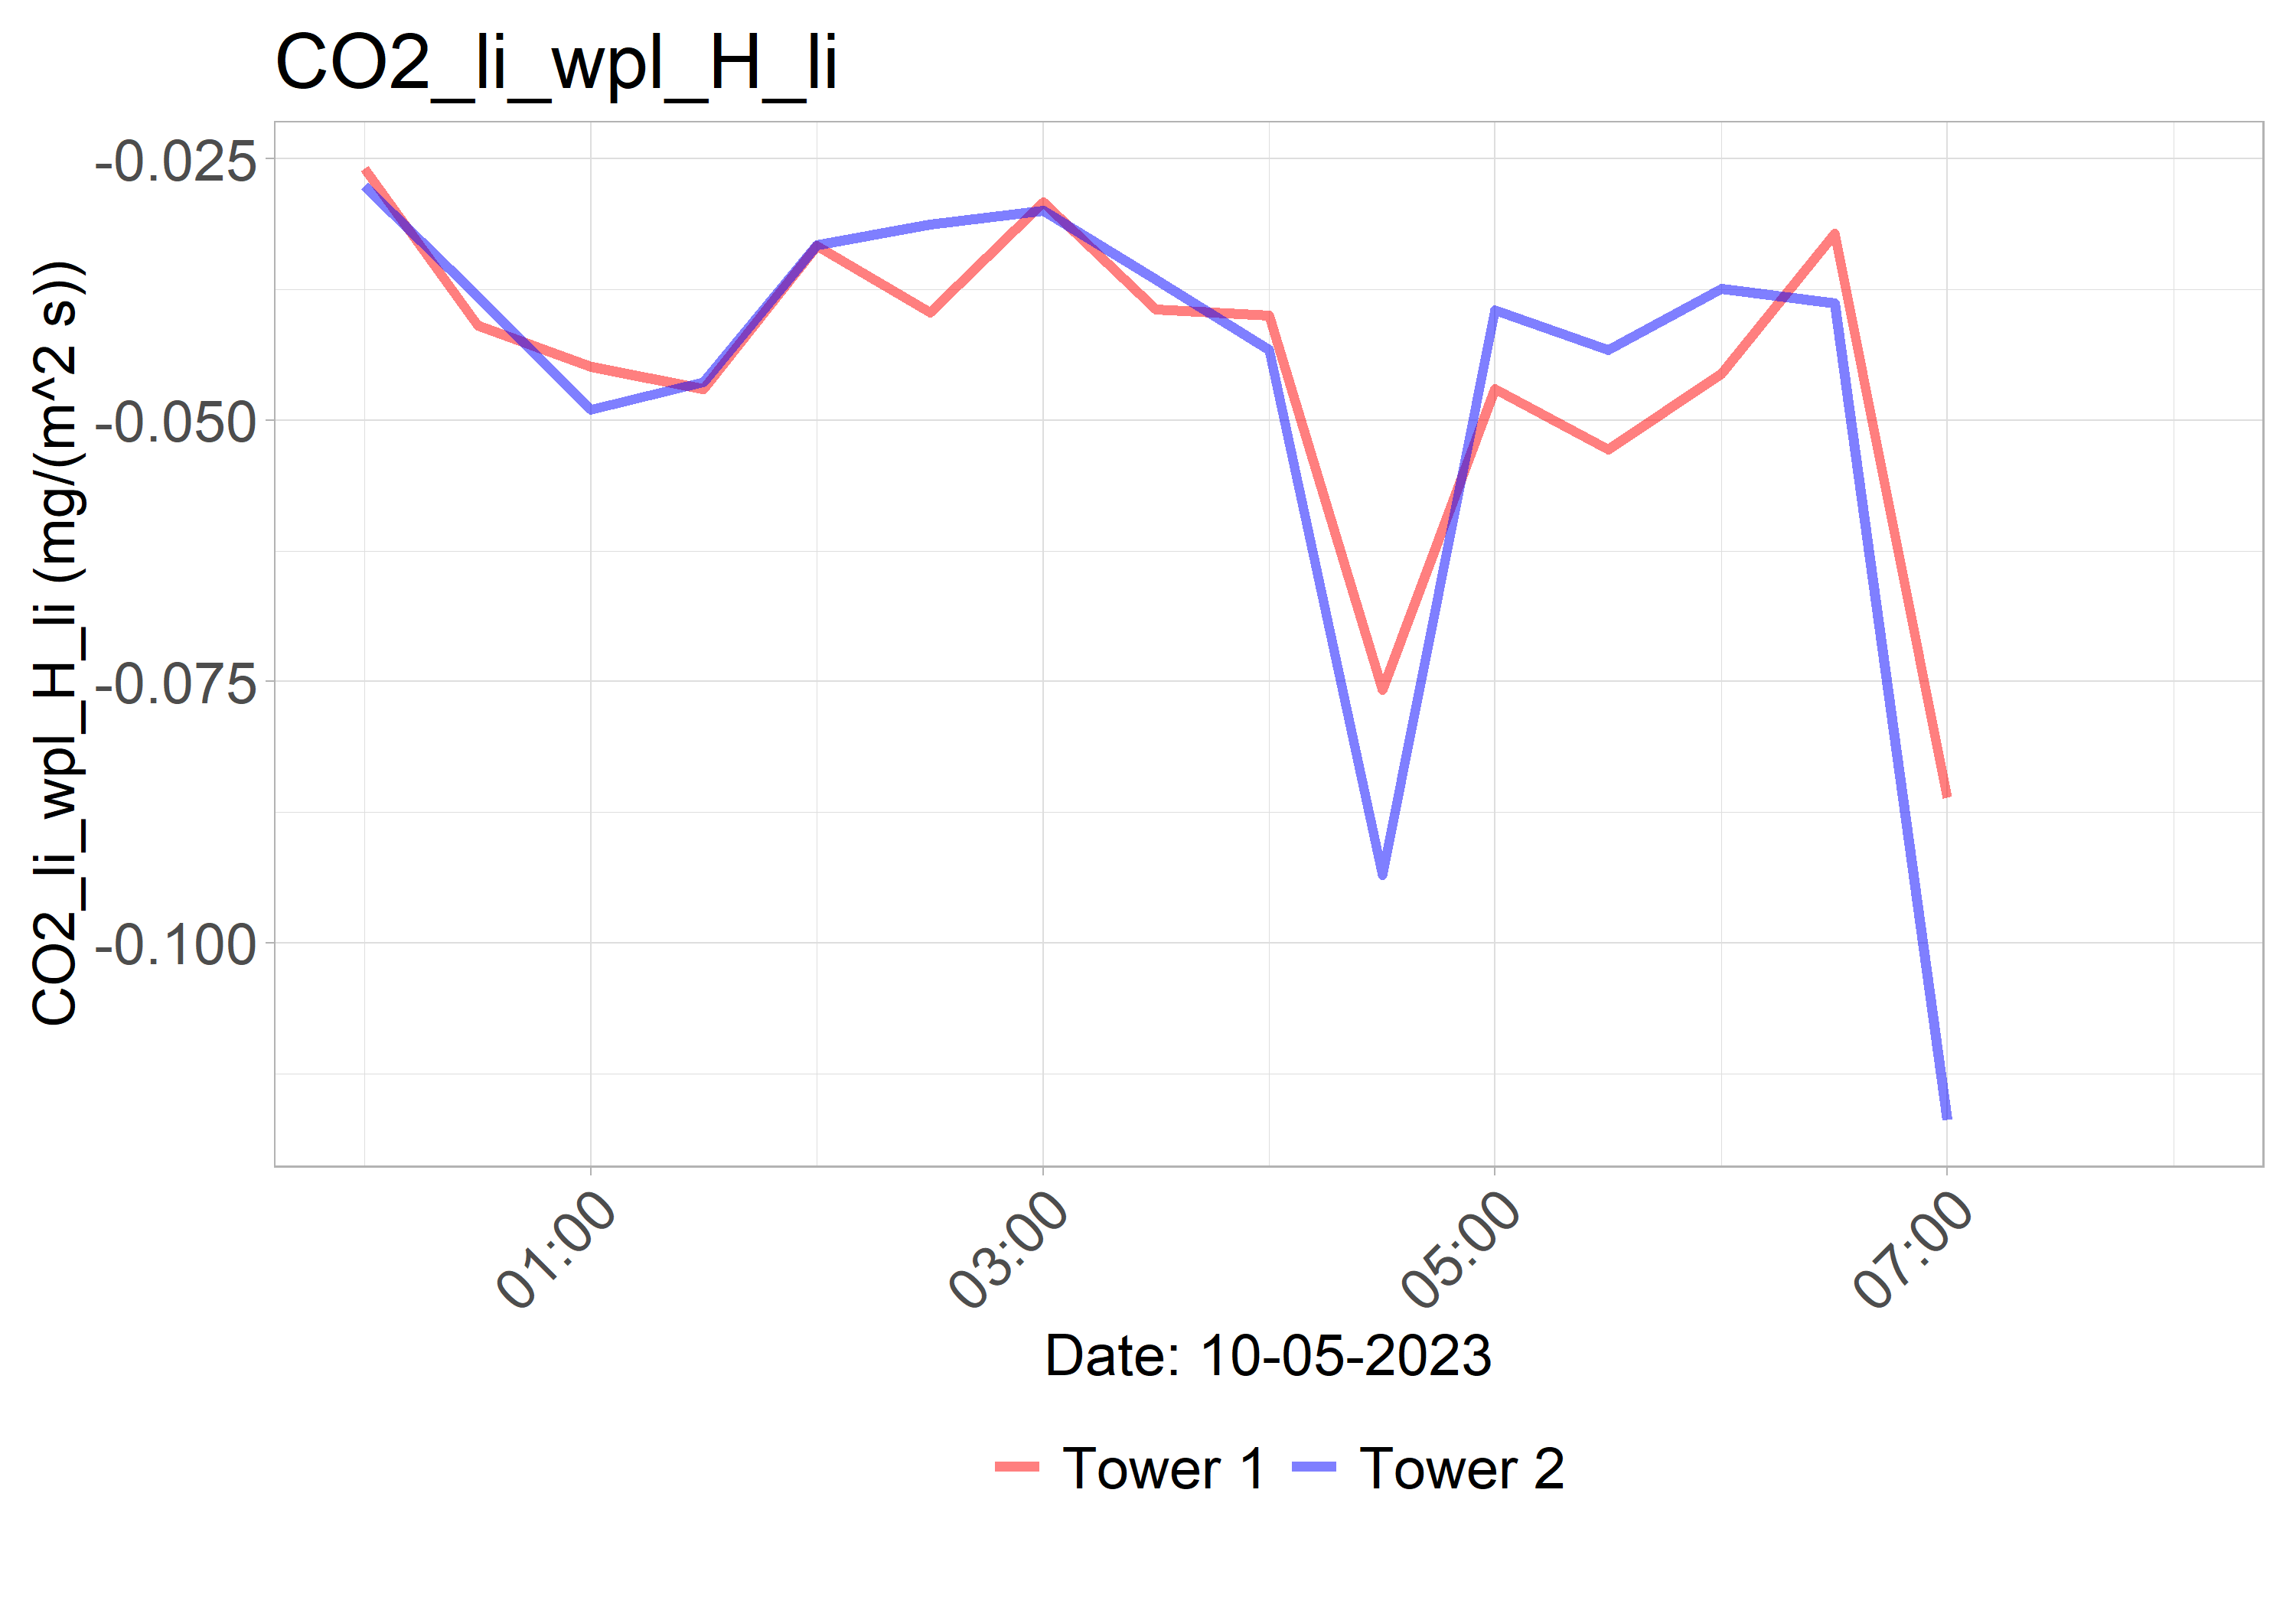 CO2_li_wpl_H_li
CO2_li_wpl_H_li (mg/(m^2 s))
-0.025
-0.050
-0.075
-0.100
01:00
03:00
05:00
07:00
Date: 10-05-2023
Tower 1
Tower 2